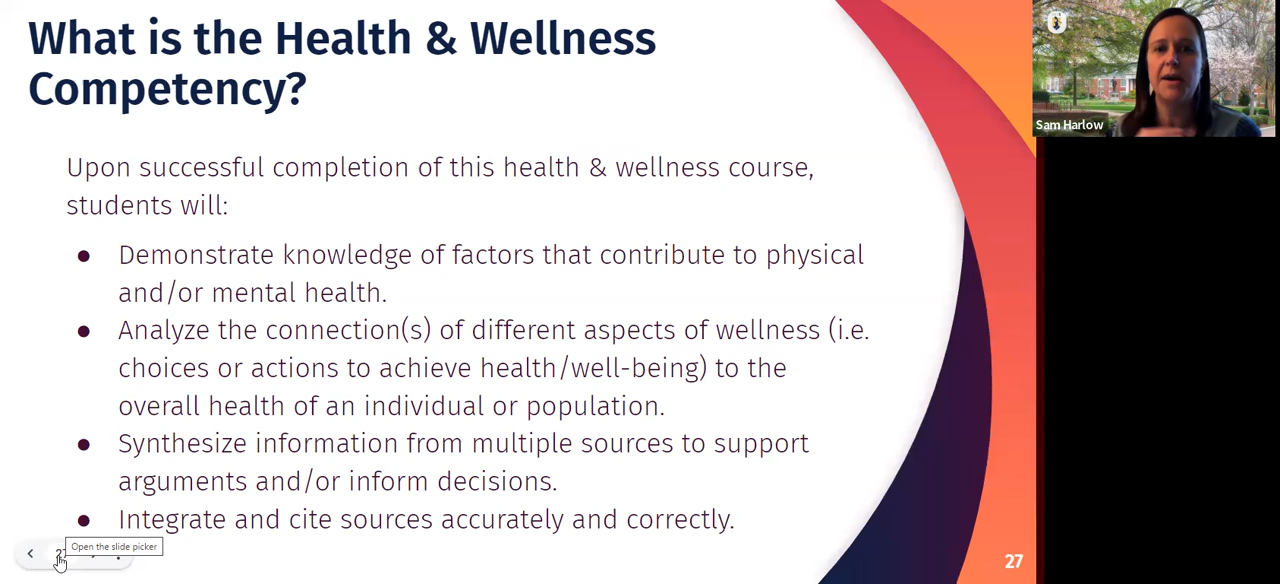 What is the Health & Wellness
Competency?
Sam Harlow
Upon successful completion of this health & wellness course,
students will:
● Demonstrate knowledge of factors that contribute to physical
and/or mental health.
● Analyze the connection(s) of different aspects of wellness (i.e.
choices or actions to achieve health/well-being) to the
overall health of an individual or population.
● Synthesize information from multiple sources to support
arguments and/or inform decisions.
● Integrate and cite sources accurately and correctly.
Open the slide picker
27